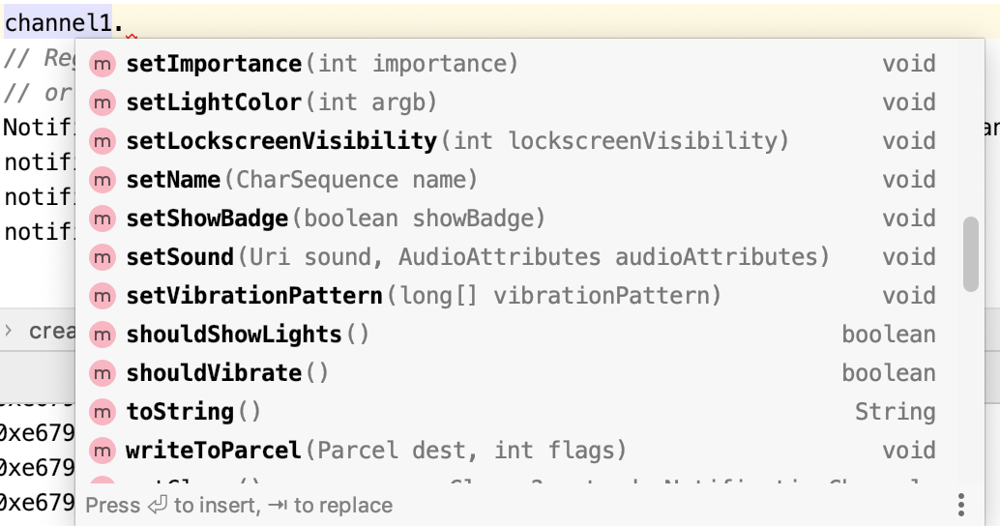 channel1.
// Reg
// or
Notif
notif
notif
notif
m setImportance(int importance) void
m setLightColor(int argb) void
m setLockscreenVisibility(int lockscreenVisibility) void
m setName(CharSequence name) void
m setShowBadge(boolean showBadge) void
m setSound(Uri sound, AudioAttributes audioAttributes) void
m setVibrationPattern(long[] vibrationPattern) void
m shouldShowLights() boolean
m shouldVibrate() boolean
m toString() String
m writeToParcel(Parcel dest, int flags) void
Press ⏎ to insert, ⇥ to replace
› crea
0xe679
0xe679
0xe679